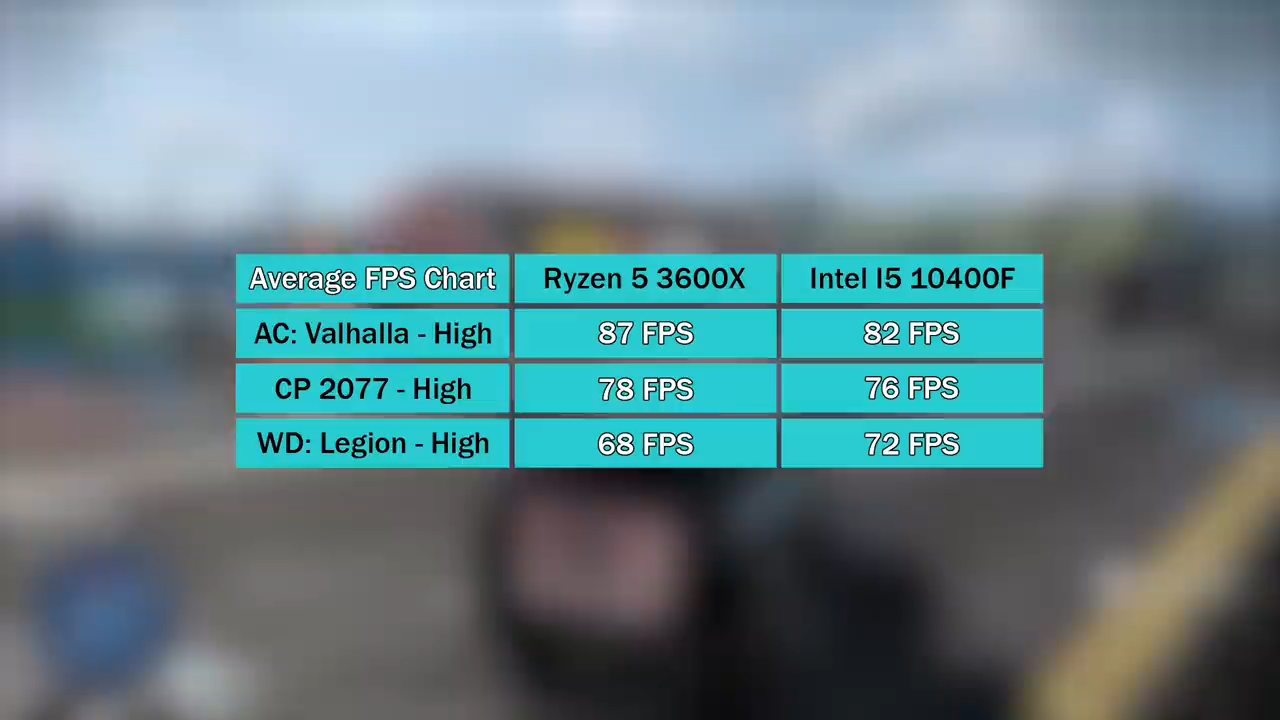 Average FPS Chart Ryzen 5 3600X Intel I5 10400F
AC: Valhalla - High 87 FPS 82 FPS
CP 2077 - High 78 FPS 76 FPS
WD: Legion - High 68 FPS 72 FPS